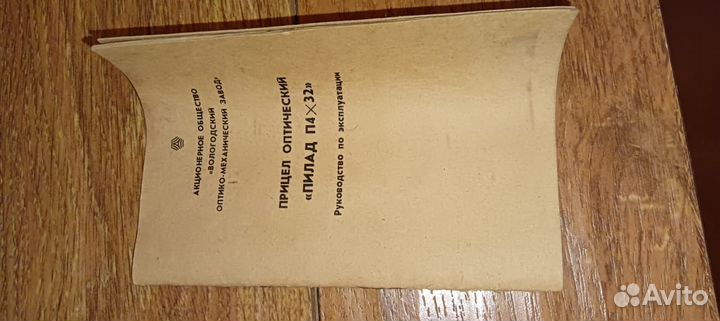 АКЦИОНЕРНОЕ ОБЩЕСТВО
«ВОЛОГОДСКИЙ
ОПТИКО-МЕХАНИЧЕСКИЙ ЗАВОД»
ПРИЦЕЛ ОПТИЧЕСКИЙ
«ПИЛАД П4×32»
Руководство по эксплуатации
Avito